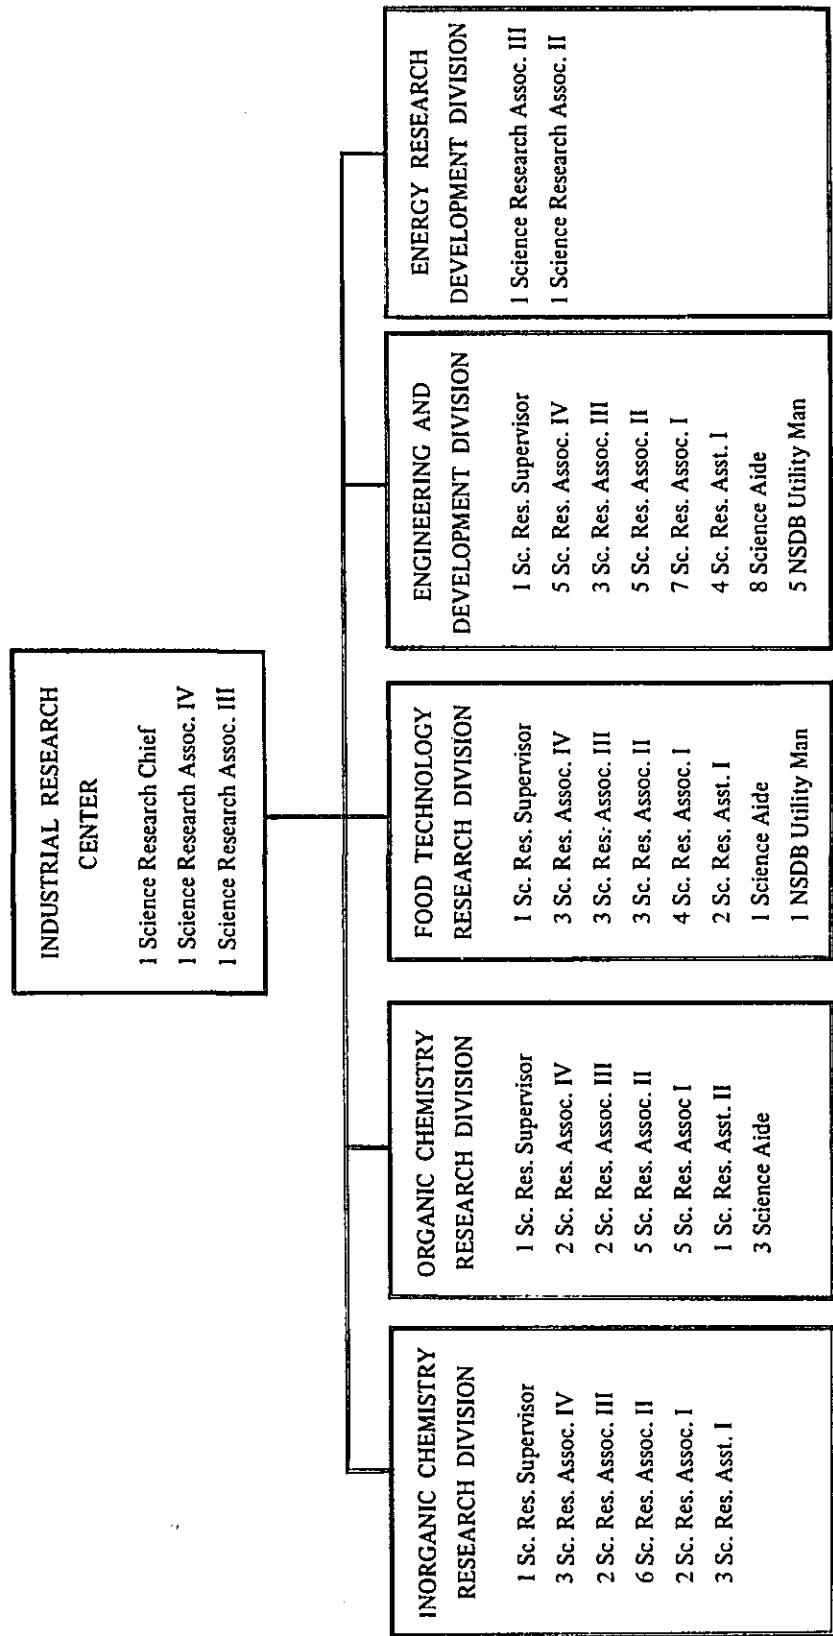 INDUSTRIAL RESEARCH
CENTER
1 Science Research Chief
1 Science Research Assoc. IV
1 Science Research Assoc. III
INORGANIC CHEMISTRY
RESEARCH DIVISION
1 Sc. Res. Supervisor
3 Sc. Res. Assoc. IV
2 Sc. Res. Assoc. III
6 Sc. Res. Assoc. II
2 Sc. Res. Assoc. I
3 Sc. Res. Asst. I
ORGANIC CHEMISTRY
RESEARCH DIVISION
1 Sc. Res. Supervisor
2 Sc. Res. Assoc. IV
2 Sc. Res. Assoc. III
5 Sc. Res. Assoc. II
5 Sc. Res. Assoc I
1 Sc. Res. Asst. II
3 Science Aide
FOOD TECHNOLOGY
RESEARCH DIVISION
1 Sc. Res. Supervisor
3 Sc. Res. Assoc. IV
3 Sc. Res. Assoc. III
3 Sc. Res. Assoc. II
4 Sc. Res. Assoc. I
2 Sc. Res. Asst. I
1 Science Aide
1 NSDB Utility Man
ENGINEERING AND
DEVELOPMENT DIVISION
1 Sc. Res. Supervisor
5 Sc. Res. Assoc. IV
3 Sc. Res. Assoc. III
5 Sc. Res. Assoc. II
7 Sc. Res. Assoc. I
4 Sc. Res. Asst. I
8 Science Aide
5 NSDB Utility Man
ENERGY RESEARCH
DEVELOPMENT DIVISION
1 Science Research Assoc. III
1 Science Research Assoc. II